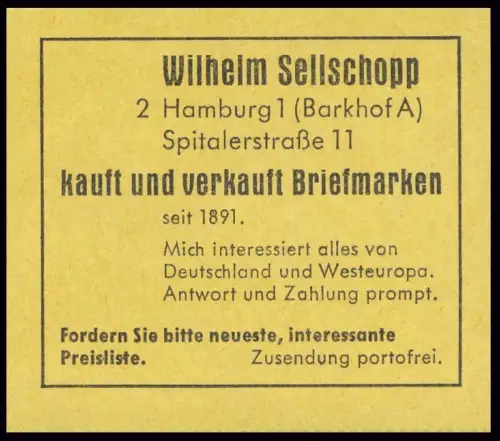 Wilhelm Sellschopp
2 Hamburg 1 (Barkhof A)
Spitalerstraße 11
kauft und verkauft Briefmarken
seit 1891.
Mich interessiert alles von
Deutschland und Westeuropa.
Antwort und Zahlung prompt.
Fordern Sie bitte neueste, interessante
Preisliste. Zusendung portofrei.